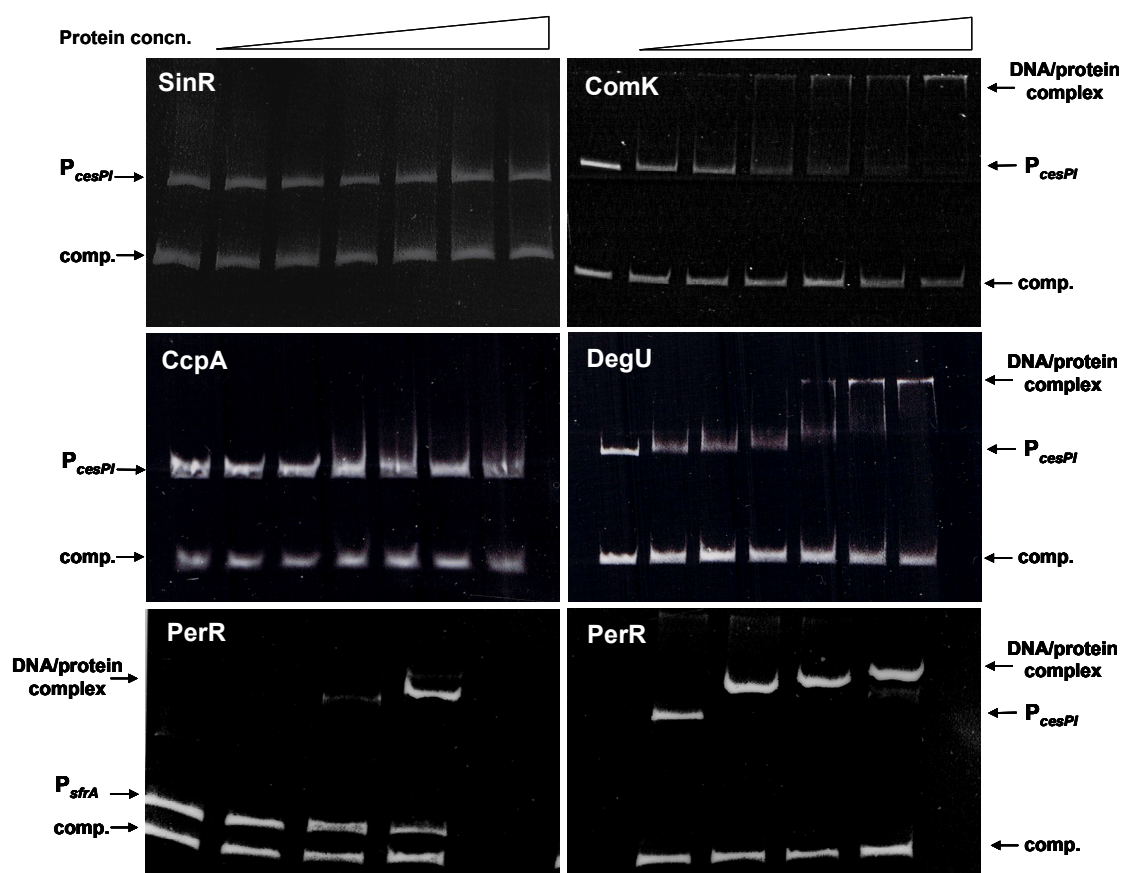 Protein concn.
SinR
ComK
DNA/protein
complex
PcesPI
PcesPI
comp.
comp.
CcpA
DegU
DNA/protein
complex
PcesPI
PcesPI
comp.
comp.
PerR
PerR
DNA/protein
complex
DNA/protein
complex
PcesPI
PsfrA
comp.
comp.